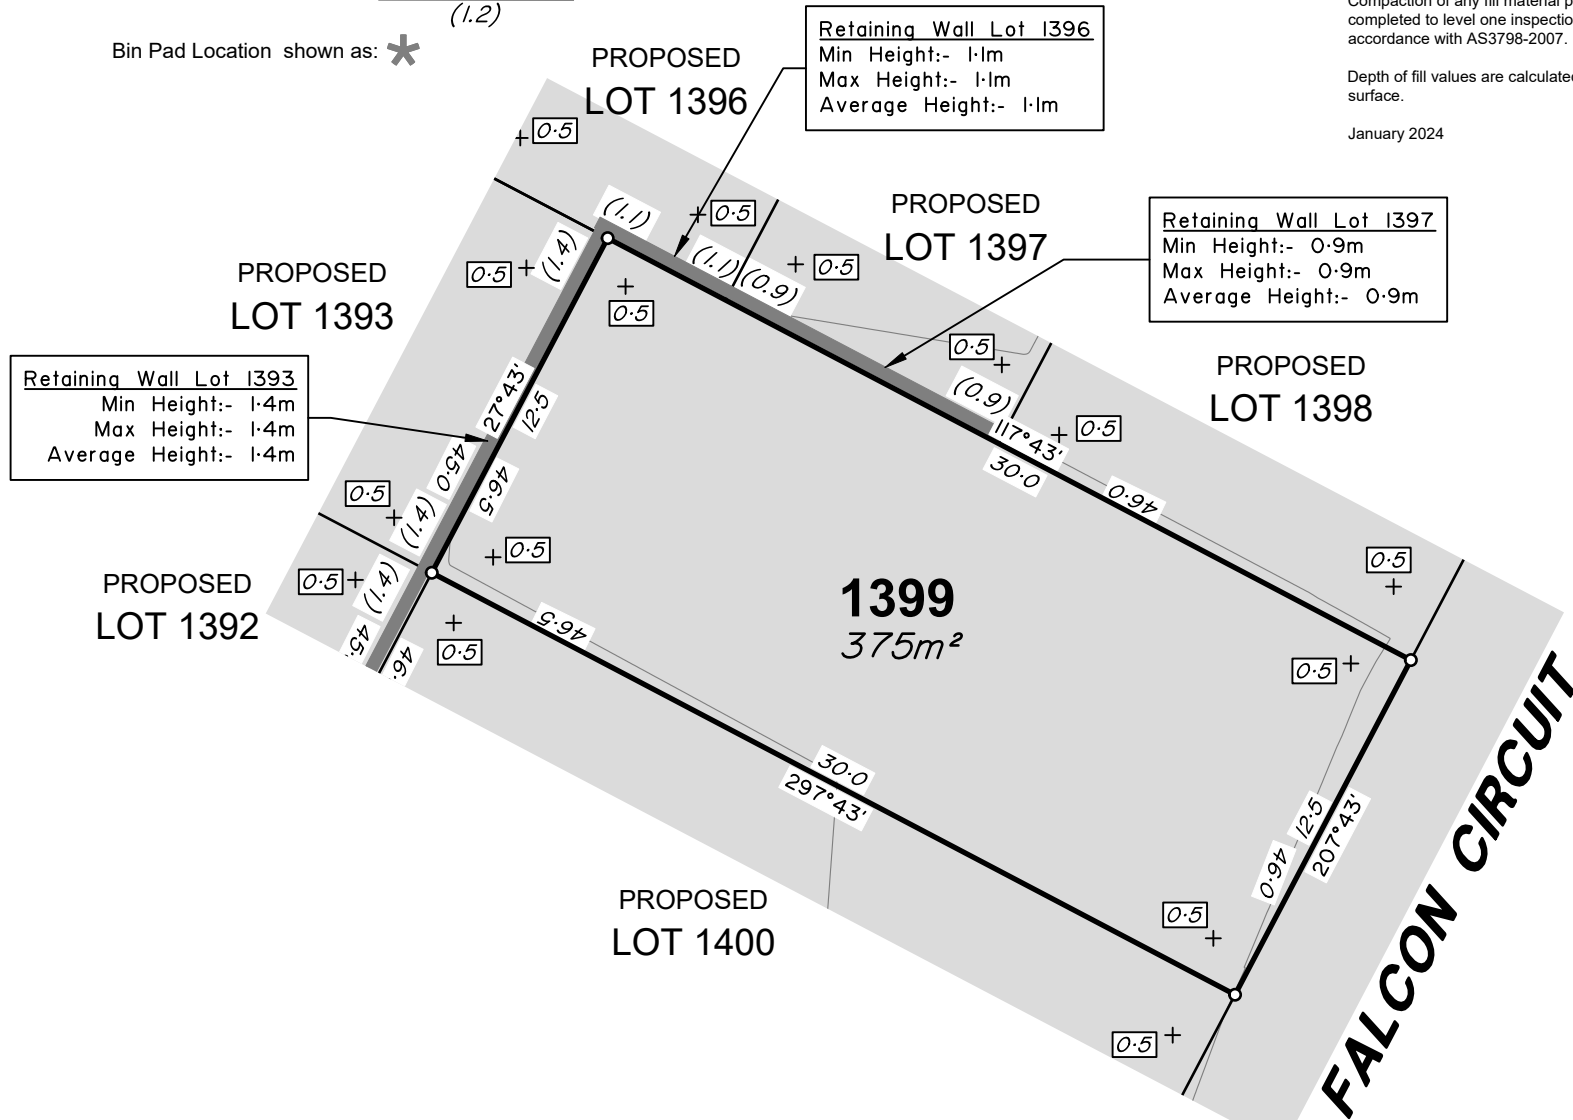 (1.2)
Bin Pad Location shown as:
Compaction of any fill material
completed to level one
accordance with AS3798-2007.
Depth of fill values are
surface.
January 2024
Retaining Wall Lot 1396
Min Height:- 1·1m
Max Height:- 1·1m
Average Height:- 1·1m
PROPOSED
LOT 1396
0·5
(1.1)
0·5
PROPOSED
LOT 1397
Retaining Wall Lot 1397
Min Height:- 0·9m
Max Height:- 0·9m
Average Height:- 0·9m
(1.4)
(1.1)
(0.9)
0·5
0·5
0·5
PROPOSED
LOT 1393
0·5
(0.9)
PROPOSED
LOT 1398
Retaining Wall Lot 1393
Min Height:- 1·4m
Max Height:- 1·4m
Average Height:- 1·4m
27°43'
12·5
117°43'
30·0
0·5
45·0
46·5
46·0
0·5
(1.4)
0·5
0·5
PROPOSED
LOT 1392
0·5
(1.4)
1399
375m²
46·5
0·5
0·5
30·0
297°43'
12·5
207°43'
46·0
FALCON CIRCUIT
PROPOSED
LOT 1400
0·5
0·5